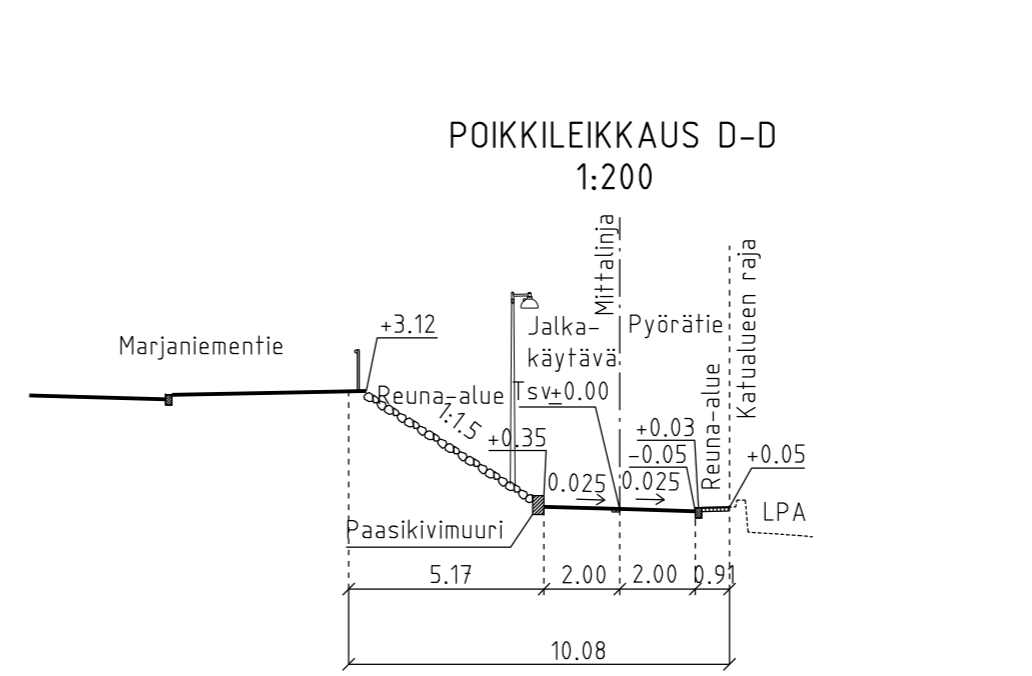 POIKKILEIKKAUS D-D
1:200
Mittalinja
Katualueen raja
Marjaniementie
+3.12
Jalka-
käytävä
Pyörätie
Reuna-alue
1:1.5
Tsv±0.00
Reuna-alue
+0.35
+0.03
-0.05
+0.05
0.025
0.025
LPA
Paasikivimuuri
5.17
2.00
2.00
0.91
10.08